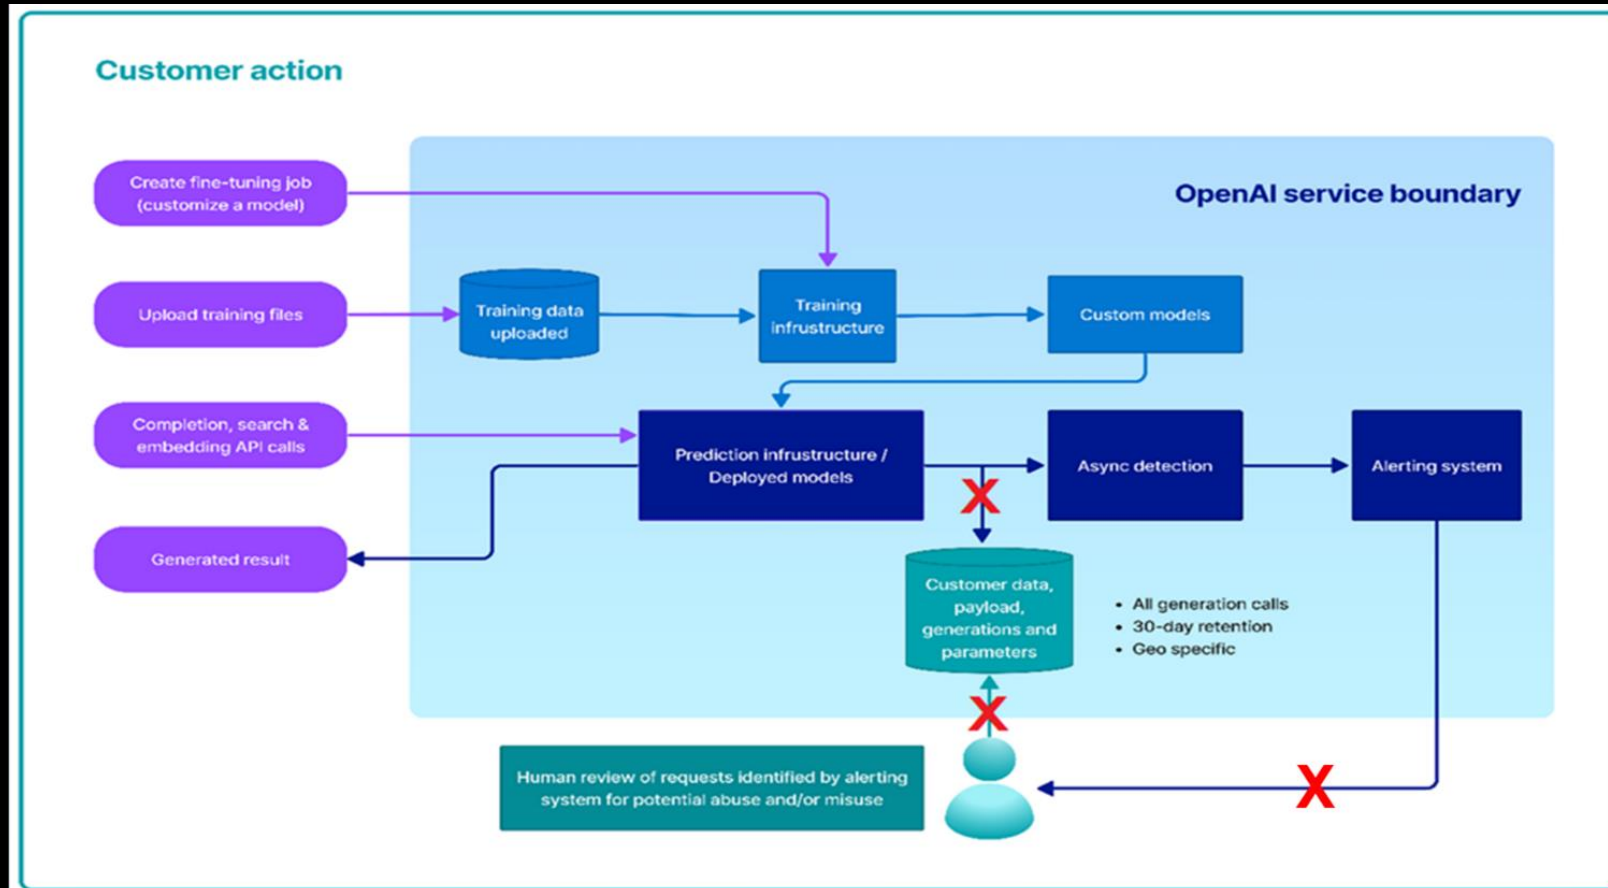 Customer action
OpenAI service boundary
Create fine-tuning job
(customize a model)
Upload training files
Training data
uploaded
Training
infrustructure
Custom models
Completion, search &
embedding API calls
Prediction infrustructure /
Deployed models
Async detection
Alerting system
X
Generated result
Customer data,
payload,
generations and
parameters
• All generation calls
• 30-day retention
• Geo specific
X
Human review of requests identified by alerting
system for potential abuse and/or misuse
X